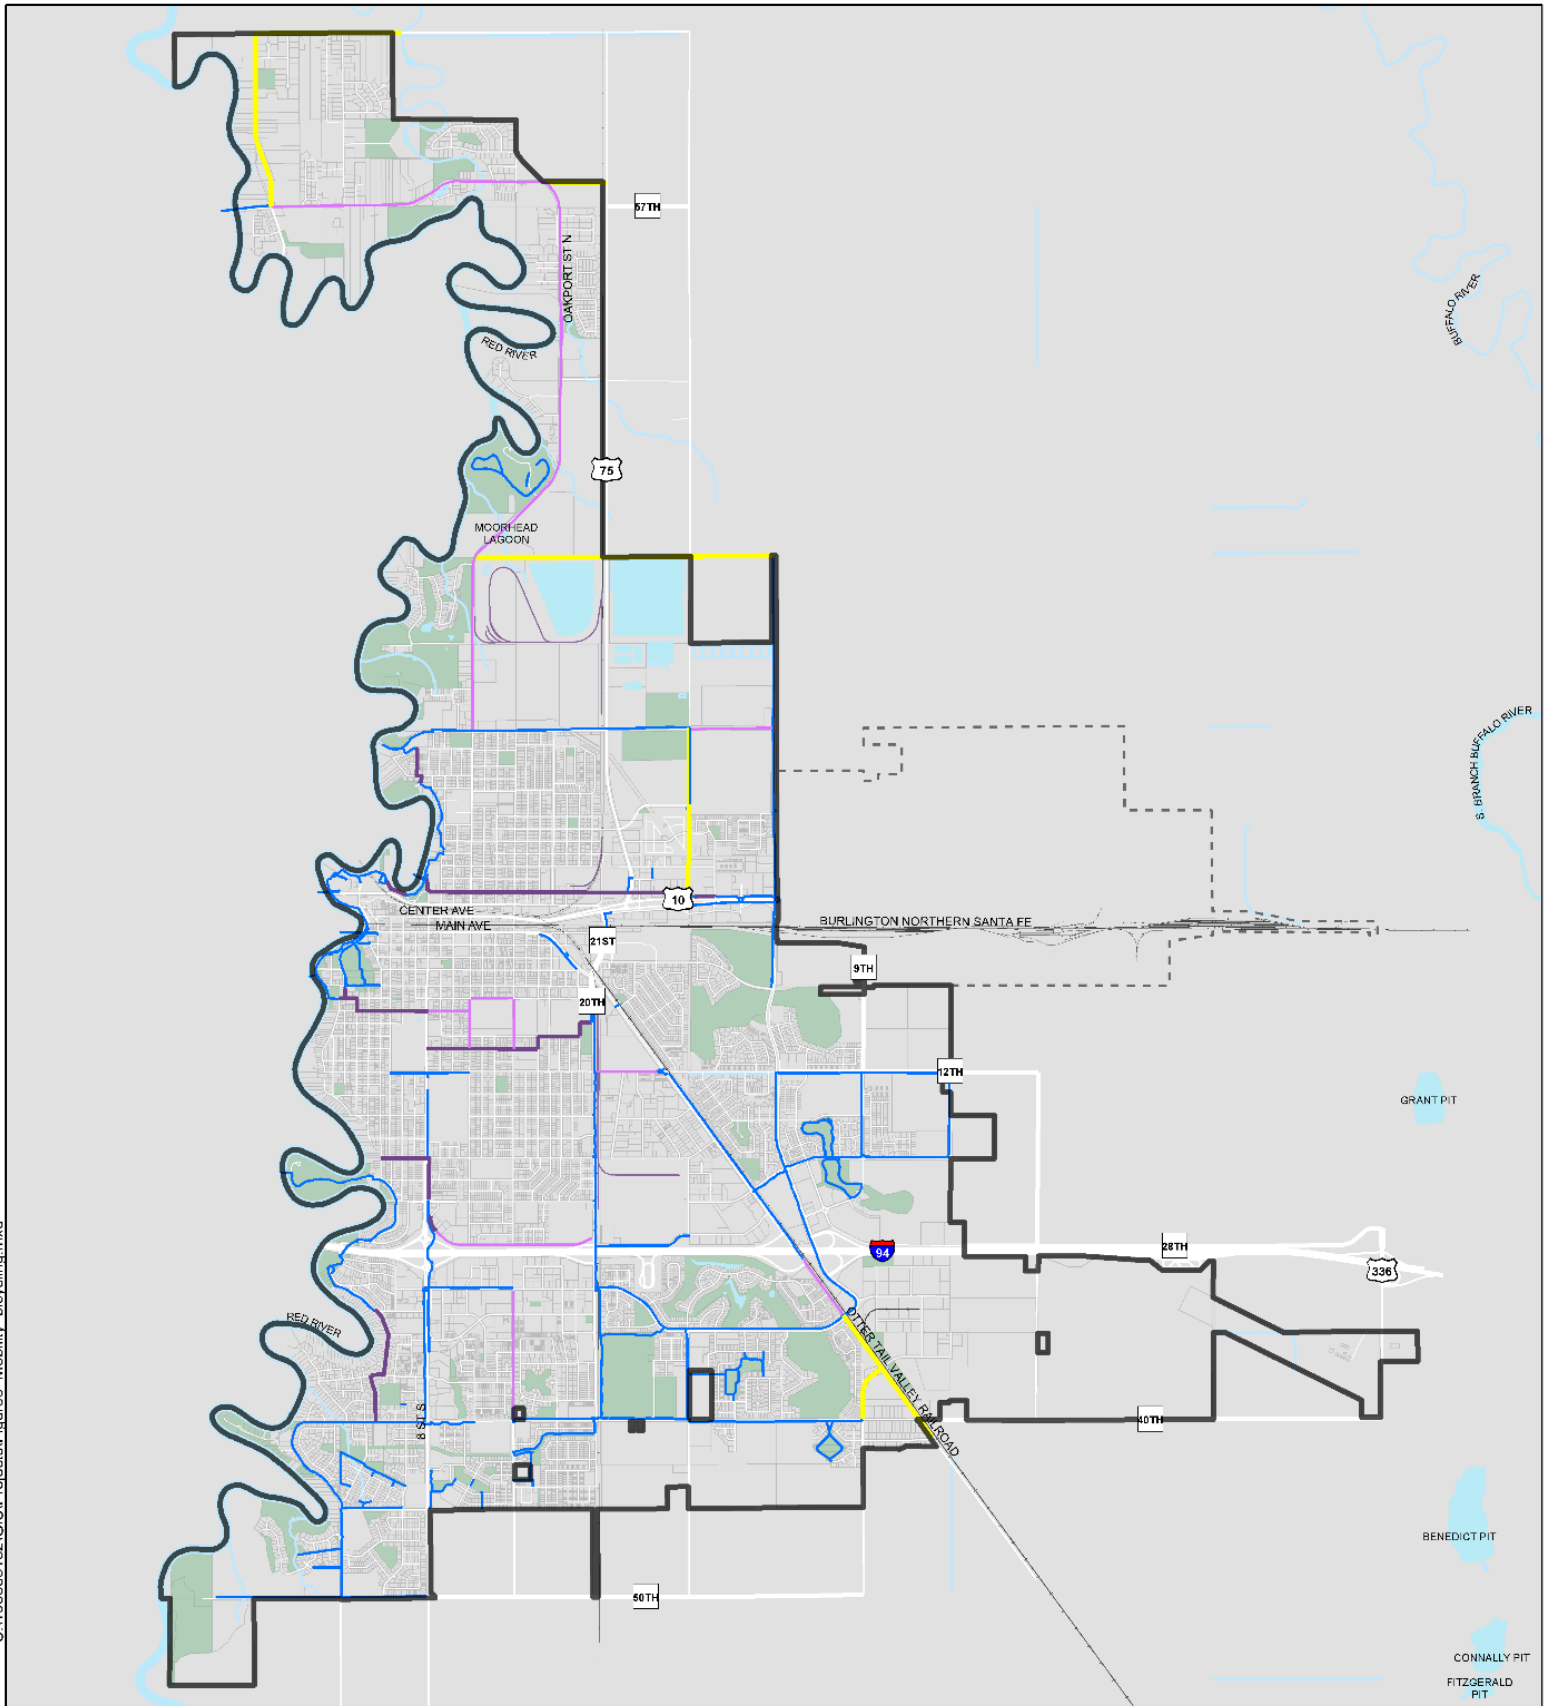 57TH
OAKPORT ST N
BUFFALO RIVER
RED RIVER
75
MOORHEAD
LAGOON
S. BRANCH BUFFALO RIVER
10
CENTER AVE
MAIN AVE
BURLINGTON NORTHERN SANTA FE
21ST
9TH
20TH
12TH
GRANT PIT
28TH
94
336
RED RIVER
OTTER TAIL VALLEY RAILROAD
8 ST S
40TH
BENEDICT PIT
50TH
CONNALLY PIT
FITZGERALD
PIT